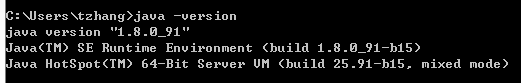 C:\Users\tzhang>java -version
java version "1.8.0_91"
Java(TM) SE Runtime Environment (build 1.8.0_91-b15)
Java HotSpot(TM) 64-Bit Server VM (build 25.91-b15, mixed mode)